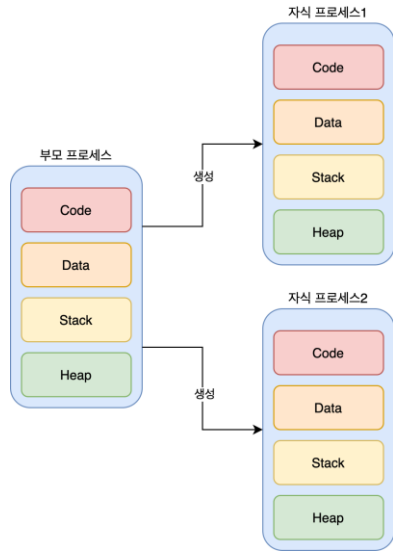 부모 프로세스
Code
Data
Stack
Heap
생성
생성
자식 프로세스1
Code
Data
Stack
Heap
자식 프로세스2
Code
Data
Stack
Heap